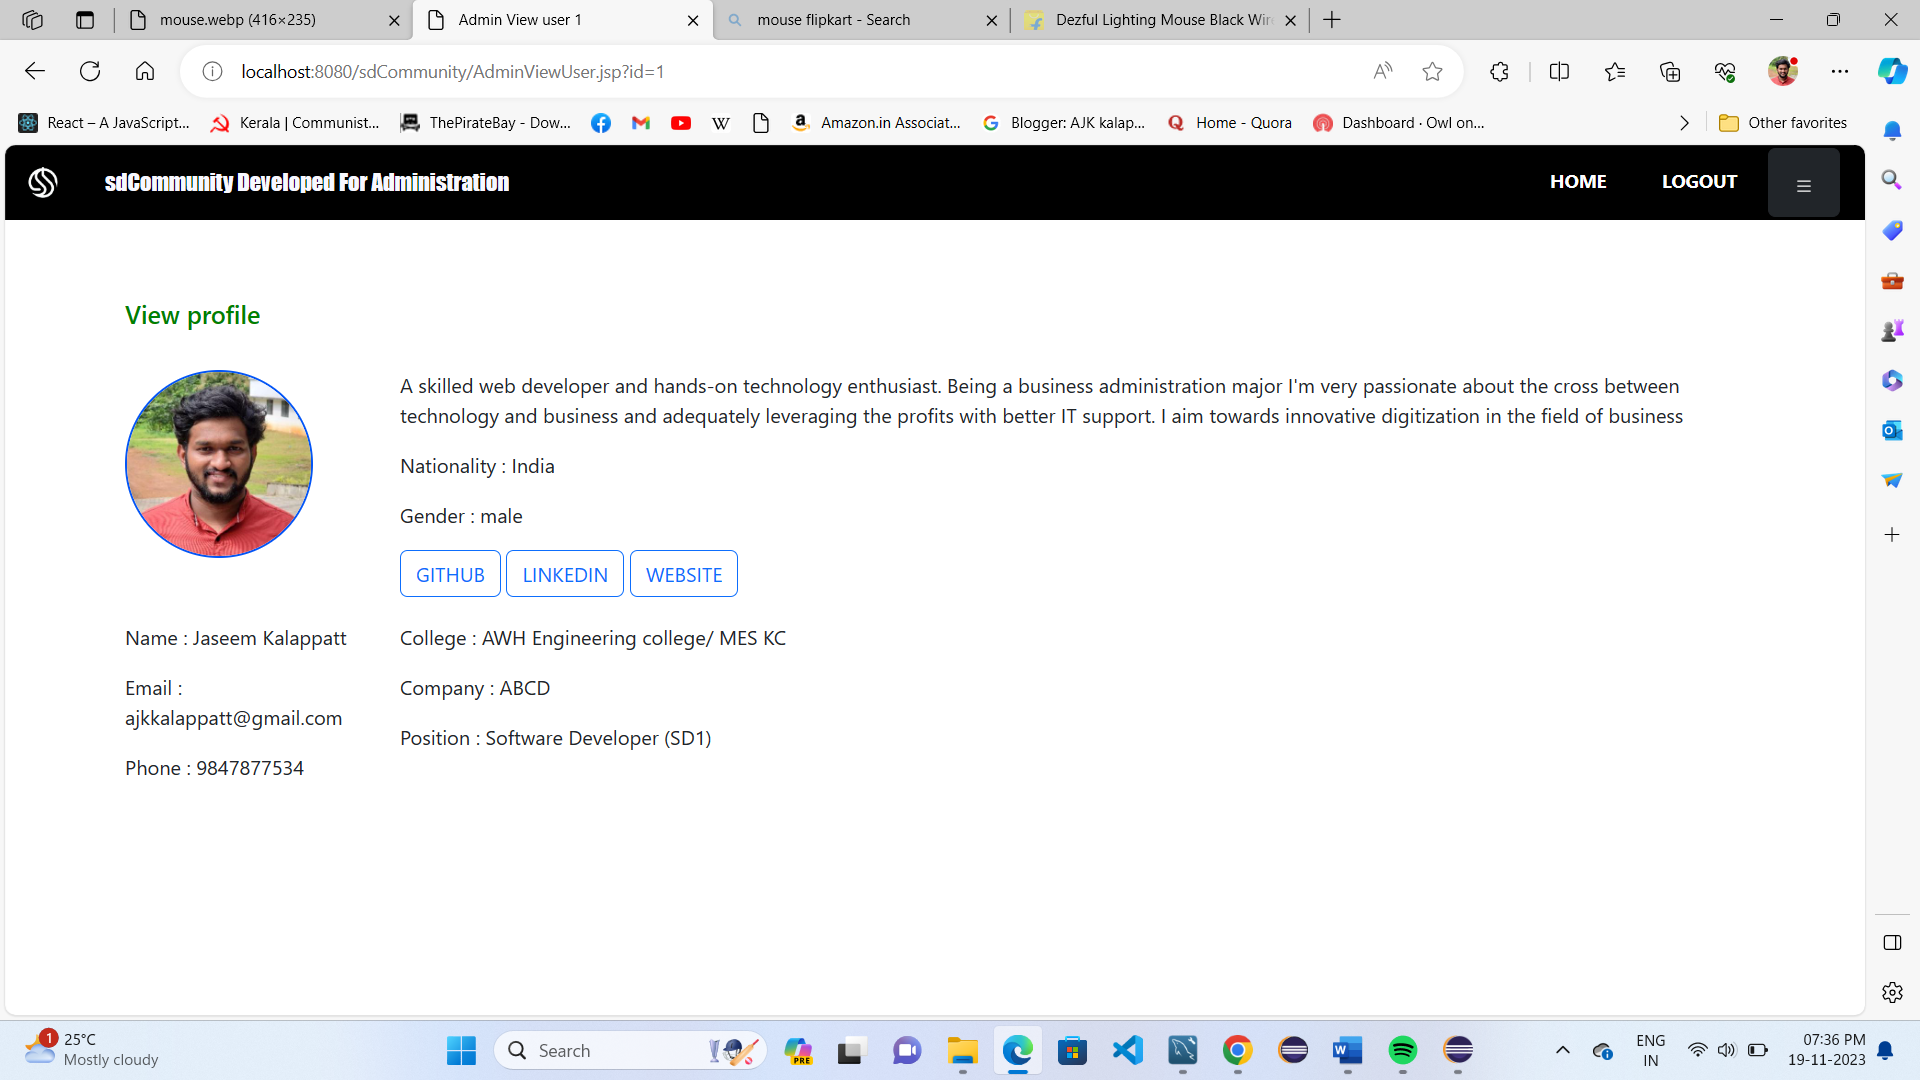 mouse.webp (416×235)
Admin View user 1
mouse flipkart - Search
Dezful Lighting Mouse Black Wir
localhost:8080/sdCommunity/AdminViewUser.jsp?id=1
React – A JavaScript...
Kerala | Communist...
ThePirateBay - Dow...
W
Amazon.in Associat...
Blogger: AJK kalap...
Home - Quora
Dashboard · Owl on...
Other favorites
sdCommunity Developed For Administration
HOME
LOGOUT
View profile
A skilled web developer and hands-on technology enthusiast. Being a business administration major I'm very passionate about the cross between
technology and business and adequately leveraging the profits with better IT support. I aim towards innovative digitization in the field of business
Nationality : India
Gender : male
GITHUB
LINKEDIN
WEBSITE
Name : Jaseem Kalappatt
Email :
ajkkalappatt@gmail.com
Phone : 9847877534
College : AWH Engineering college/ MES KC
Company : ABCD
Position : Software Developer (SD1)
1
25°C
Mostly cloudy
Search
PRE
ENG
IN
07:36 PM
19-11-2023